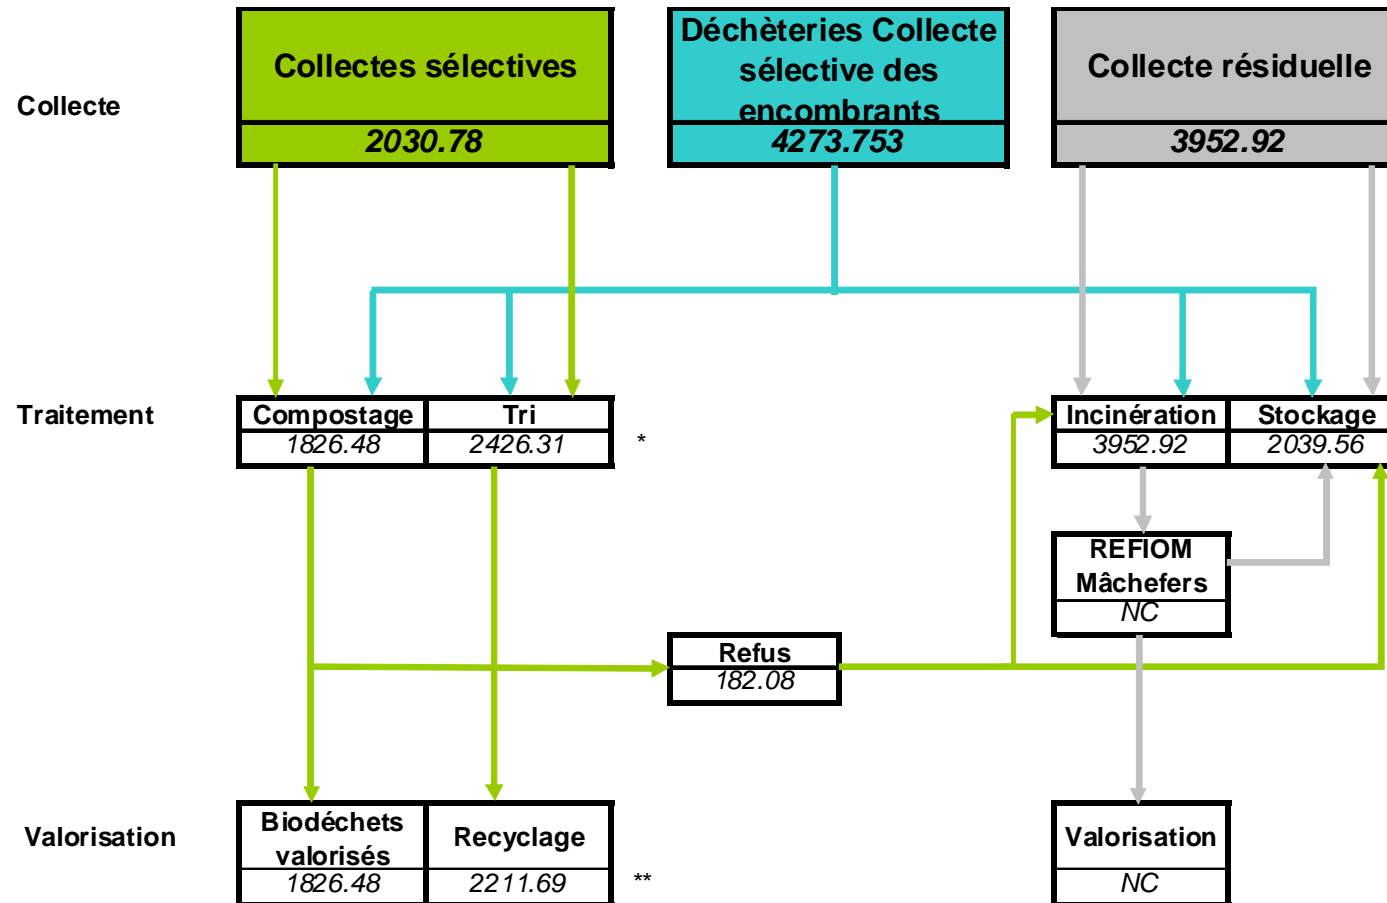 Collecte
Collectes sélectives
2030.78
Déchèteries Collecte
sélective des
encombrants
4273.753
Collecte résiduelle
3952.92
Traitement
Compostage
1826.48
Tri
2426.31
*
Incinération
3952.92
Stockage
2039.56
REFIOM
Mâchefers
NC
Refus
182.08
Valorisation
Biodéchets
valorisés
1826.48
Recyclage
2211.69
**
Valorisation
NC